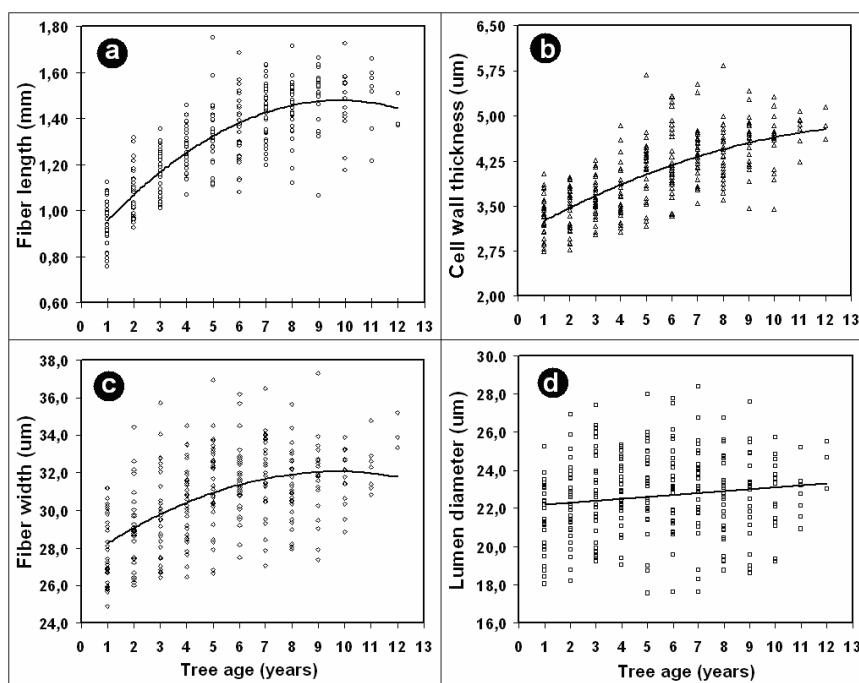 a
Fiber length (mm)
1,80
1,60
1,40
1,20
1,00
0,80
0,60
0 1 2 3 4 5 6 7 8 9 10 11 12 13
b
Cell wall thickness (um)
6,50
5,75
5,00
4,25
3,50
2,75
2,00
0 1 2 3 4 5 6 7 8 9 10 11 12 13
c
Fiber width (um)
38,0
36,0
34,0
32,0
30,0
28,0
26,0
24,0
0 1 2 3 4 5 6 7 8 9 10 11 12 13
Tree age (years)
d
Lumen diameter (um)
30,0
28,0
26,0
24,0
22,0
20,0
18,0
16,0
0 1 2 3 4 5 6 7 8 9 10 11 12 13
Tree age (years)